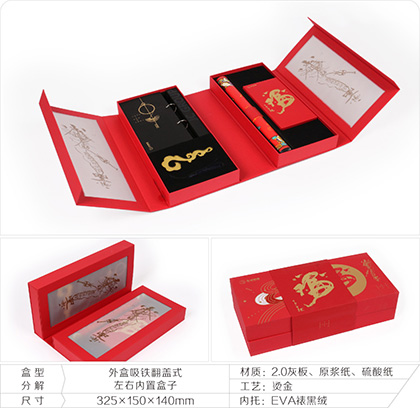 福
盒型 外盒吸铁翻盖式 材质：2.0灰板、原浆纸、硫酸纸
分解 左右内置盒子 工艺：烫金
尺寸 325×150×140mm 内托：EVA裱黑绒